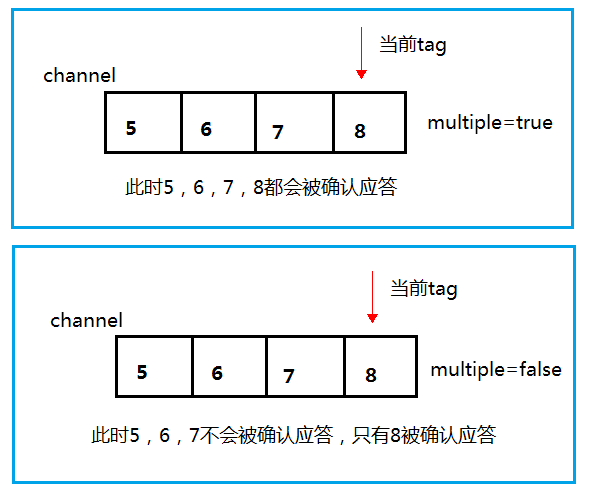 当前tag
channel
5 6 7 8
multiple=true
此时5，6，7，8都会被确认应答
当前tag
channel
5 6 7 8
multiple=false
此时5，6，7不会被确认应答，只有8被确认应答